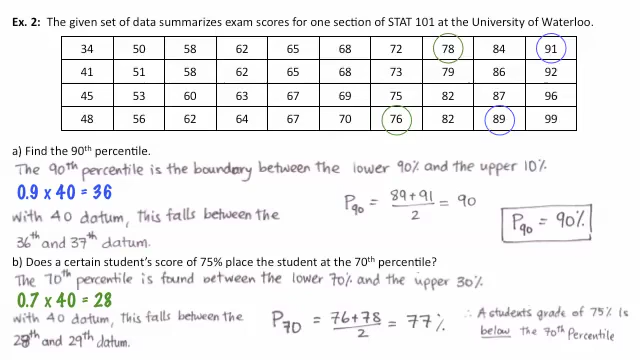 Ex. 2: The given set of data summarizes exam scores for one section of STAT 101 at the University of Waterloo.
34 50 58 62 65 68 72 78 84 91
41 51 58 62 65 68 73 79 86 92
45 53 60 63 67 69 75 82 87 96
48 56 62 64 67 70 76 82 89 99
a) Find the 90th percentile.
The 90th percentile is the boundary between the lower 90% and the upper 10%
0.9 x 40 = 36
With 40 datum, this falls between the
36th and 37th datum.
P90 = 89+91/2 = 90
P90 = 90%
b) Does a certain student's score of 75% place the student at the 70th percentile?
The 70th percentile is found between the lower 70% and the upper 30%
0.7 x 40 = 28
With 40 datum, this falls between the
28th and 29th datum.
P70 = 76+78/2 = 77%
∴ A students grade of 75% is
below the 70th Percentile